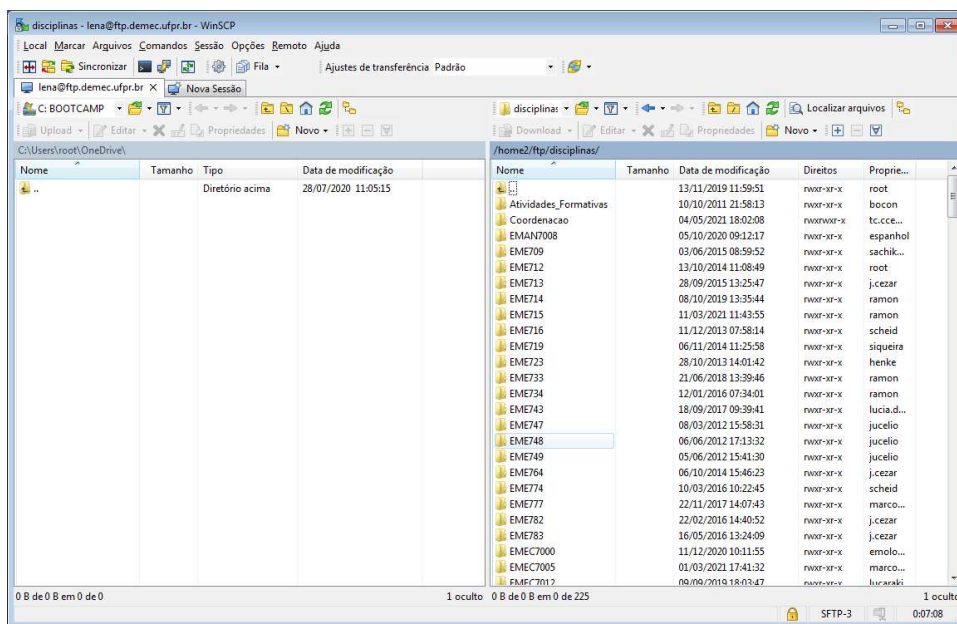 disciplinas - lena@ftp.demec.ufpr.br - WinSCP
Local Marcar Arquivos Comandos Sessão Opções Remoto Ajuda
Sincronizar Fila Ajustes de transferência Padrão
lena@ftp.demec.ufpr.br X Nova Sessão
C: BOOTCAMP disciplinas Localizar arquivos
Upload Editar Propriedades Novo Download Editar Propriedades Novo
C:\Users\root\OneDrive\ /home2/ftp/disciplinas/
Nome Tamanho Tipo Data de modificação Nome Tamanho Data de modificação Direitos Proprie...
.. Diretório acima 28/07/2020 11:05:15 .. 13/11/2019 11:59:51 rwxr-xr-x root
Atividades_Formativas 10/10/2011 21:58:13 rwxr-xr-x bocon
Coordenacao 04/05/2021 18:02:08 rwxrwxr-x tc.cce...
EMAN7008 05/10/2020 09:12:17 rwxr-xr-x espanhol
EME709 03/06/2015 08:59:52 rwxr-xr-x sachik...
EME712 13/10/2014 11:08:49 rwxr-xr-x root
EME713 28/09/2015 13:25:47 rwxr-xr-x j.cezar
EME714 08/10/2019 13:35:44 rwxr-xr-x ramon
EME715 11/03/2021 11:43:55 rwxr-xr-x ramon
EME716 11/12/2013 07:58:14 rwxr-xr-x scheid
EME719 06/11/2014 11:25:58 rwxr-xr-x siqueira
EME723 28/10/2013 14:01:42 rwxr-xr-x henke
EME733 21/06/2018 13:39:46 rwxr-xr-x ramon
EME734 12/01/2016 07:34:01 rwxr-xr-x ramon
EME743 18/09/2017 09:39:41 rwxr-xr-x lucia.d...
EME747 08/03/2012 15:58:31 rwxr-xr-x jucelio
EME748 06/06/2012 17:13:32 rwxr-xr-x jucelio
EME749 05/06/2012 15:41:30 rwxr-xr-x jucelio
EME764 06/10/2014 15:46:23 rwxr-xr-x j.cezar
EME774 10/03/2016 10:22:45 rwxr-xr-x scheid
EME777 22/11/2017 14:07:43 rwxr-xr-x marco...
EME782 22/02/2016 14:40:52 rwxr-xr-x j.cezar
EME783 16/05/2016 13:24:09 rwxr-xr-x j.cezar
EMEC7000 11/12/2020 10:11:55 rwxr-xr-x emolo...
EMEC7005 01/03/2021 17:41:32 rwxr-xr-x marco...
EMEC7012 09/09/2019 18:03:47 rwxr-xr-x lucaraki
0 B de 0 B em 0 de 0 1 oculto 0 B de 0 B em 0 de 225 1 oculto
SFTP-3 0:07:08